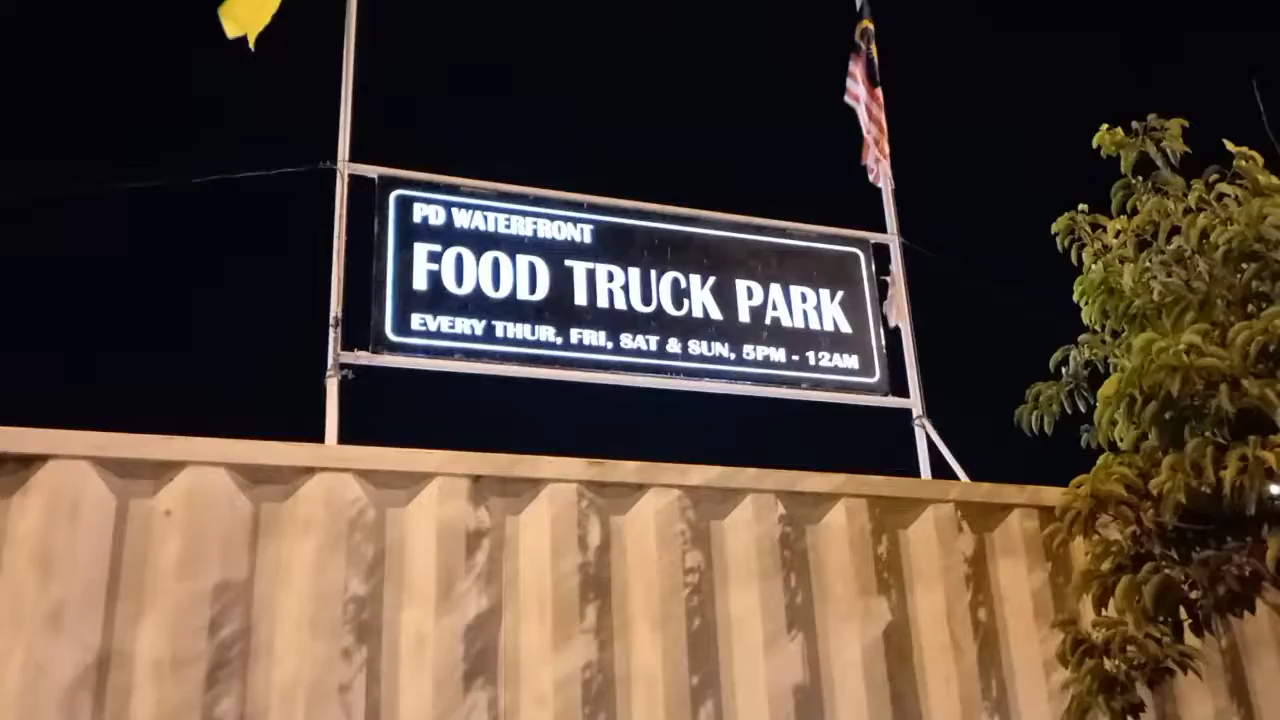 PD WATERFRONT
FOOD TRUCK PARK
EVERY THUR, FRI, SAT & SUN, 5PM - 12AM